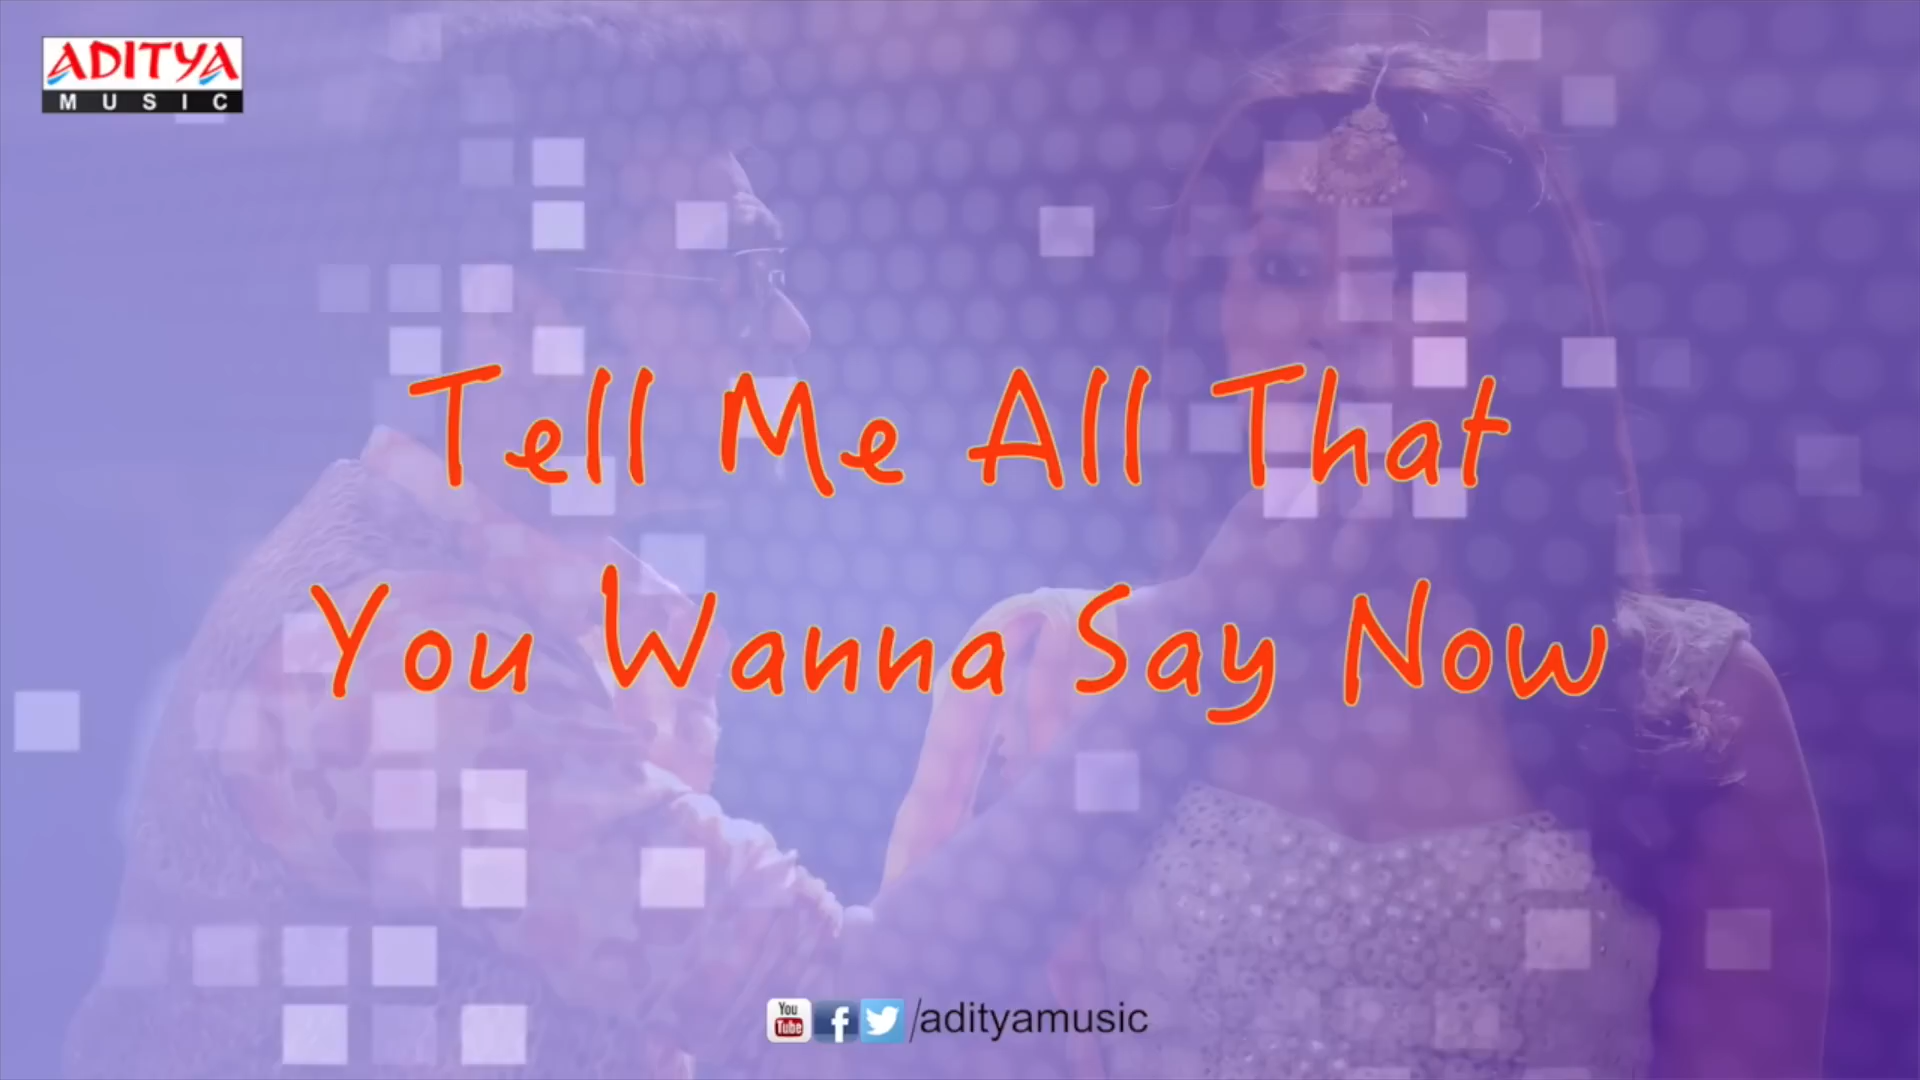 ADITYA
MUSIC
Tell Me All That
You Wanna Say Now
You Tube f /adityamusic